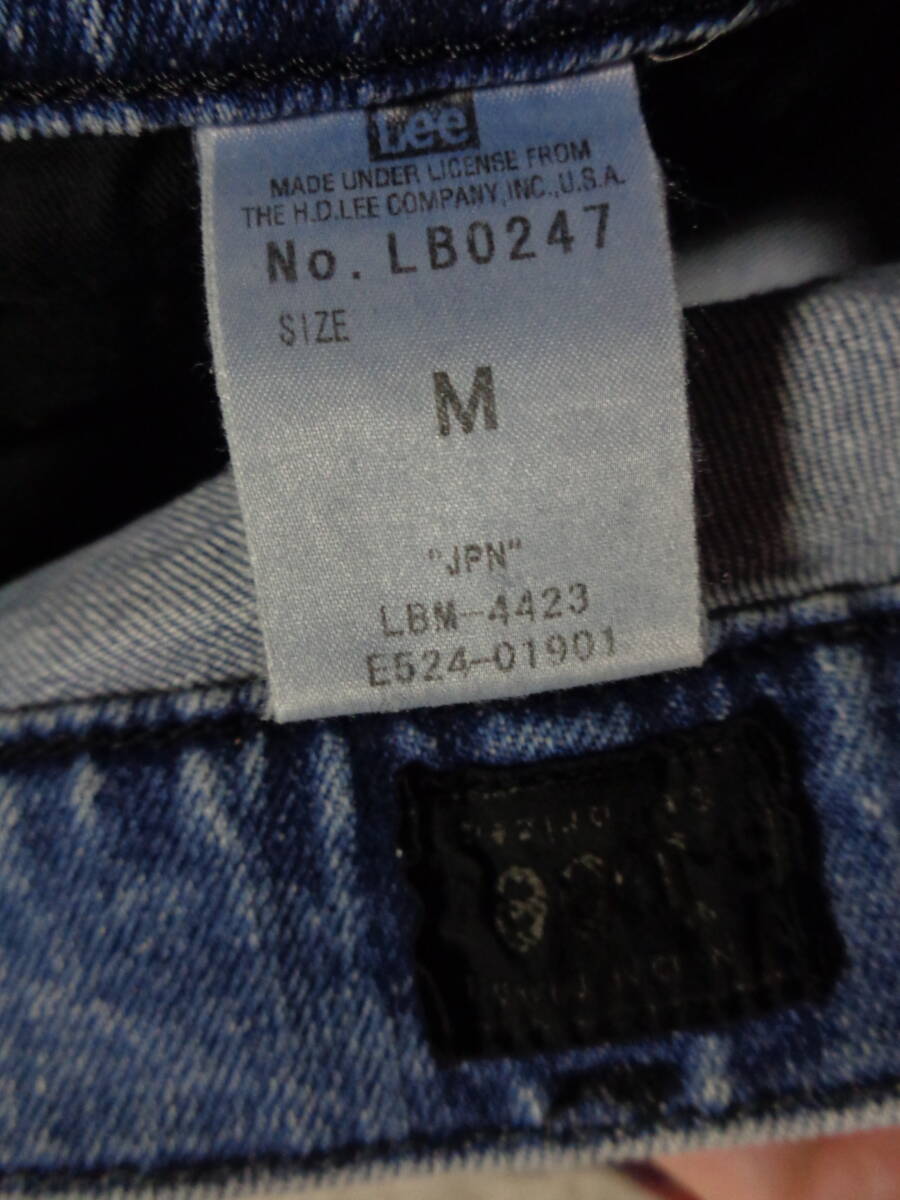 Lee
MADE UNDER LICENSE FROM
THE H.D.LEE COMPANY, INC., U.S.A.
No. LB0247
SIZE
M
"JPN"
LBM-4423
E524-01901